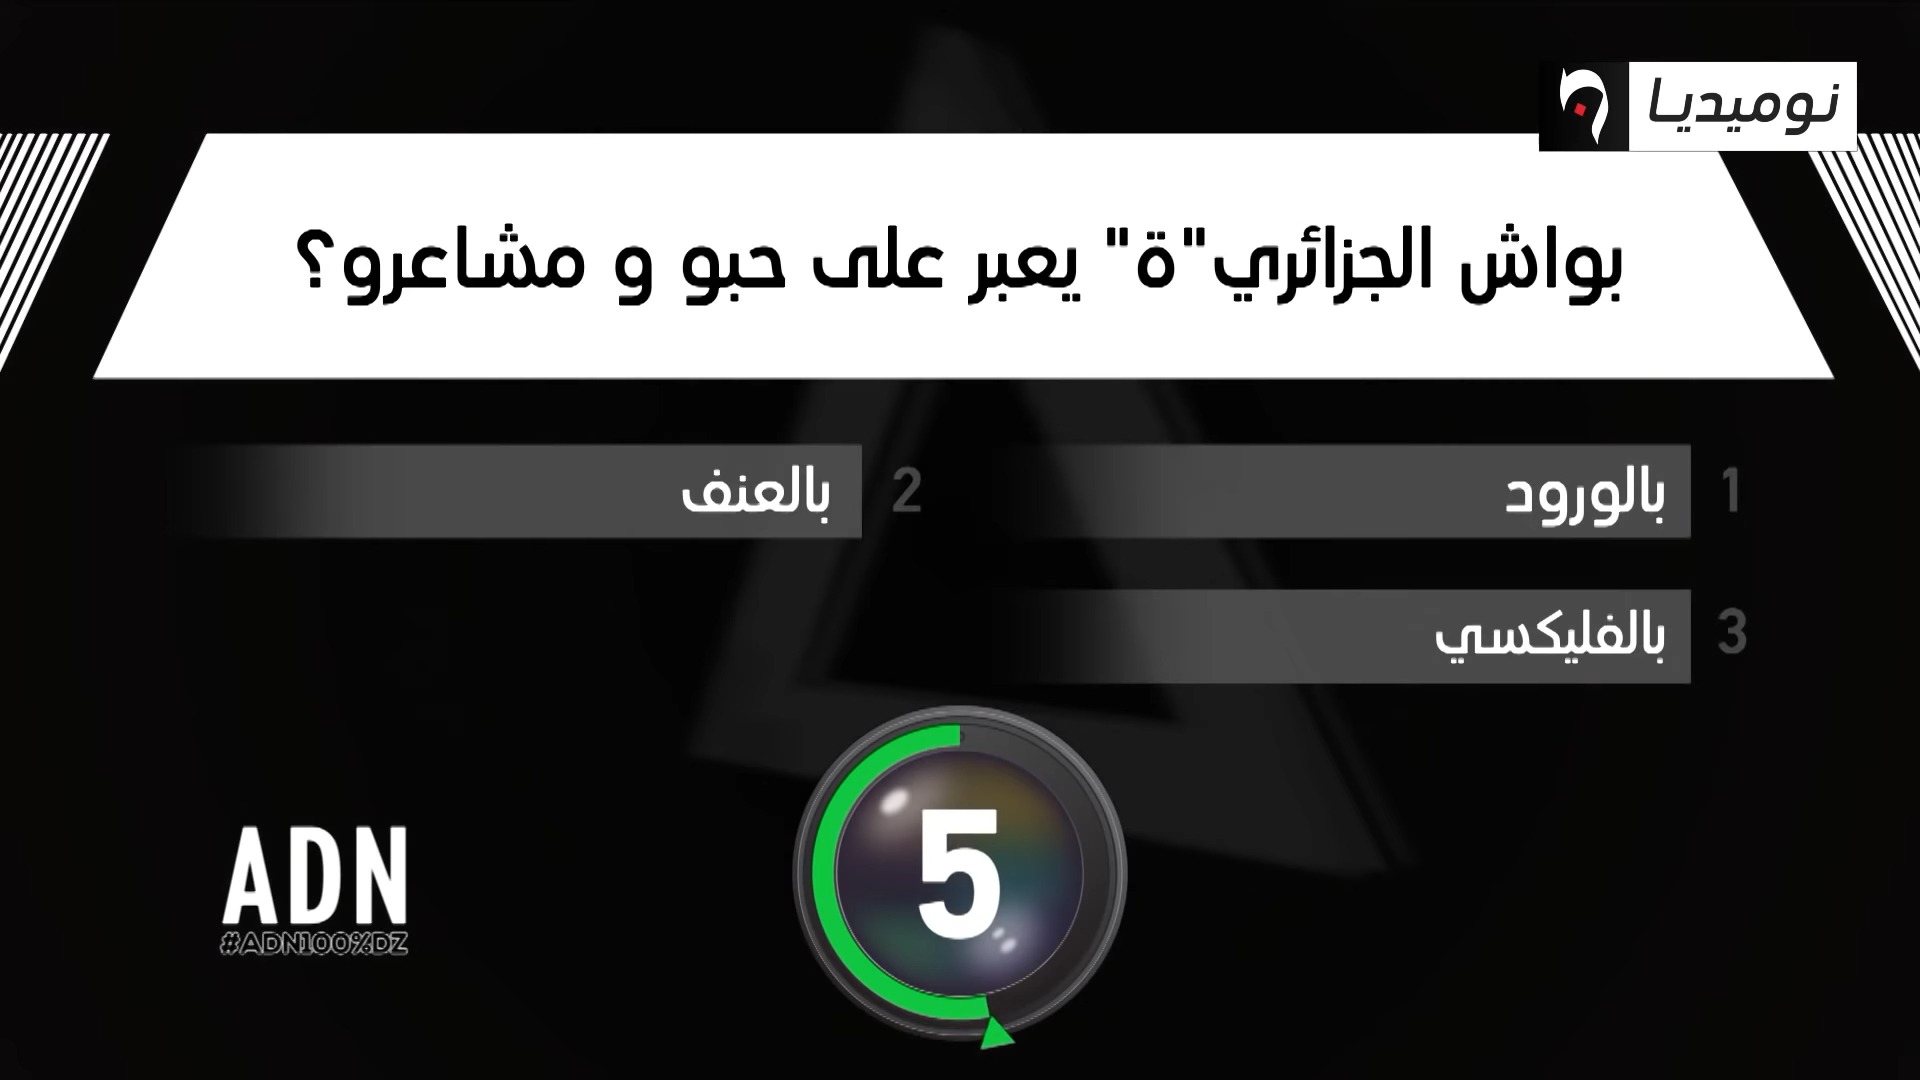 نوميديا
بواش الجزائري"ة" يعبر على حبو و مشاعرو؟
1 بالورود
2 بالعنف
3 بالفليكسي
5
ADN
#ADN100%DZ